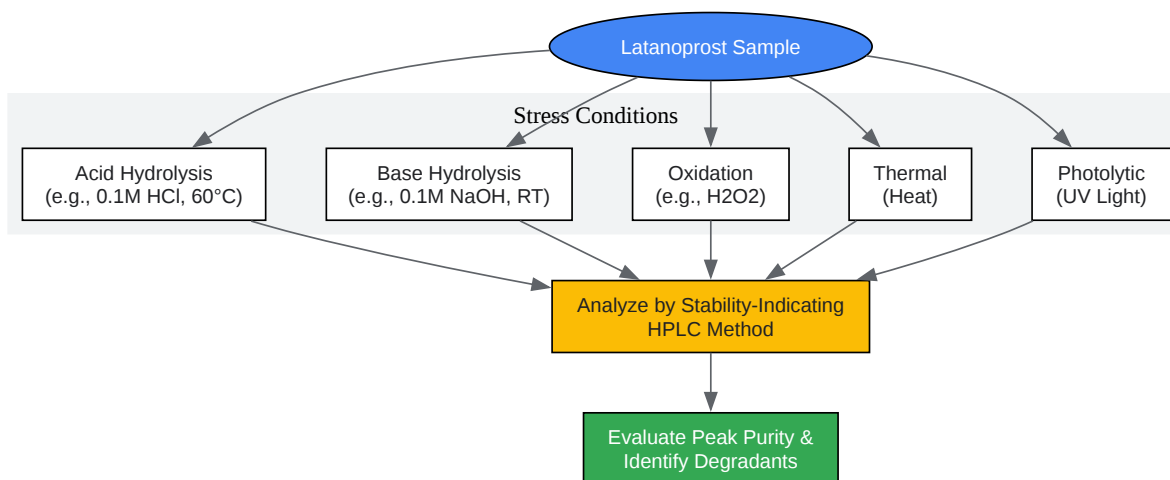 Latanoprost Sample
Stress Conditions
Acid Hydrolysis
(e.g., 0.1M HCl, 60°C)
Base Hydrolysis
(e.g., 0.1M NaOH, RT)
Oxidation
(e.g., H2O2)
Thermal
(Heat)
Photolytic
(UV Light)
Analyze by Stability-Indicating
HPLC Method
Evaluate Peak Purity &
Identify Degradants